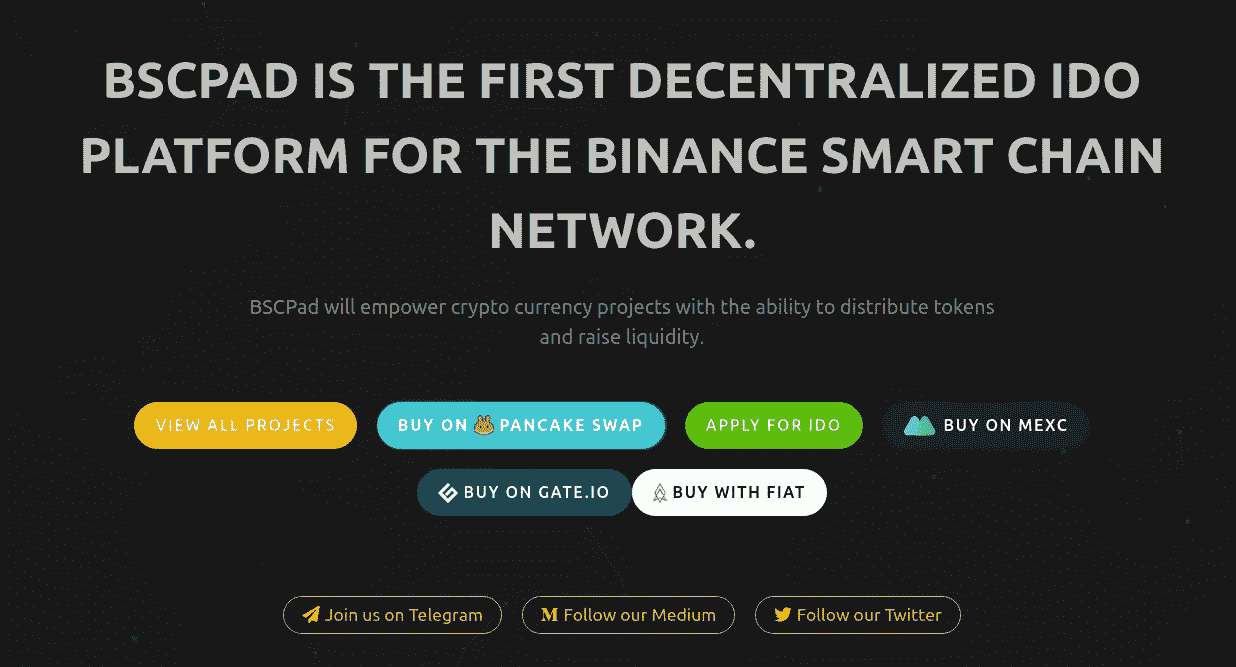 BSCPAD IS THE FIRST DECENTRALIZED IDO
PLATFORM FOR THE BINANCE SMART CHAIN
NETWORK.
BSCPad will empower crypto currency projects with the ability to distribute tokens
and raise liquidity.
VIEW ALL PROJECTS
BUY ON PANCAKE SWAP
APPLY FOR IDO
BUY ON MEXC
BUY ON GATE.IO
BUY WITH FIAT
Join us on Telegram
Follow our Medium
Follow our Twitter